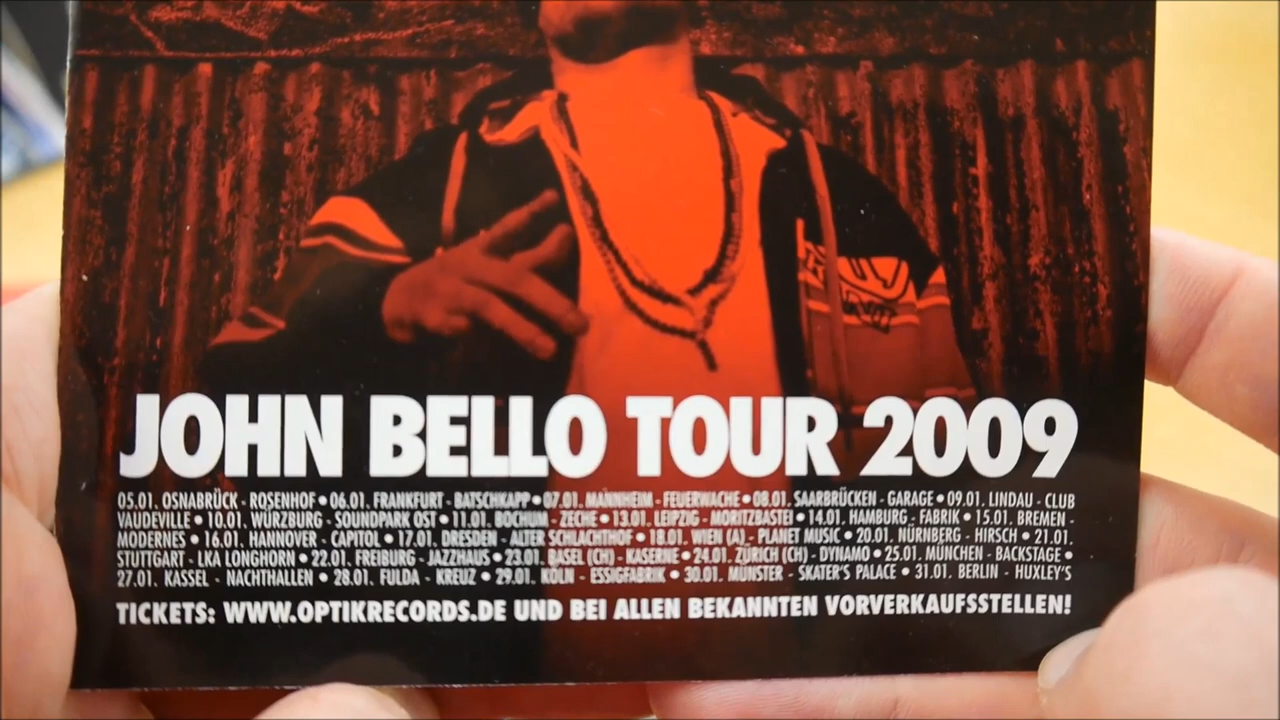 JOHN BELLO TOUR 2009
05.01. OSNABRÜCK - ROSENHOF • 06.01. FRANKFURT - BATSCHKAPP • 07.01. MANNHEIM - FEUERWACHE • 08.01. SAARBRÜCKEN - GARAGE • 09.01. LINDAU - CLUB
VAUDEVILLE • 10.01. WÜRZBURG - SOUNDPARK OST • 11.01. BOCHUM - ZECHE • 13.01. LEIPZIG - MORITZBASTEI • 14.01. HAMBURG - FABRIK • 15.01. BREMEN -
MODERNES • 16.01. HANNOVER - CAPITOL • 17.01. DRESDEN - ALTER SCHLACHTHOF • 18.01. WIEN (A) - PLANET MUSIC • 20.01. NÜRNBERG - HIRSCH • 21.01.
STUTTGART - LKA LONGHORN • 22.01. FREIBURG - JAZZHAUS • 23.01. BASEL (CH) - KASERNE • 24.01. ZÜRICH (CH) - DYNAMO • 25.01. MÜNCHEN - BACKSTAGE •
27.01. KASSEL - NACHTHALLEN • 28.01. FULDA - KREUZ • 29.01. KÖLN - ESSIGFABRIK • 30.01. MÜNSTER - SKATER'S PALACE • 31.01. BERLIN - HUXLEY'S
TICKETS: WWW.OPTIKRECORDS.DE UND BEI ALLEN BEKANNTEN VORVERKAUFSSTELLEN!